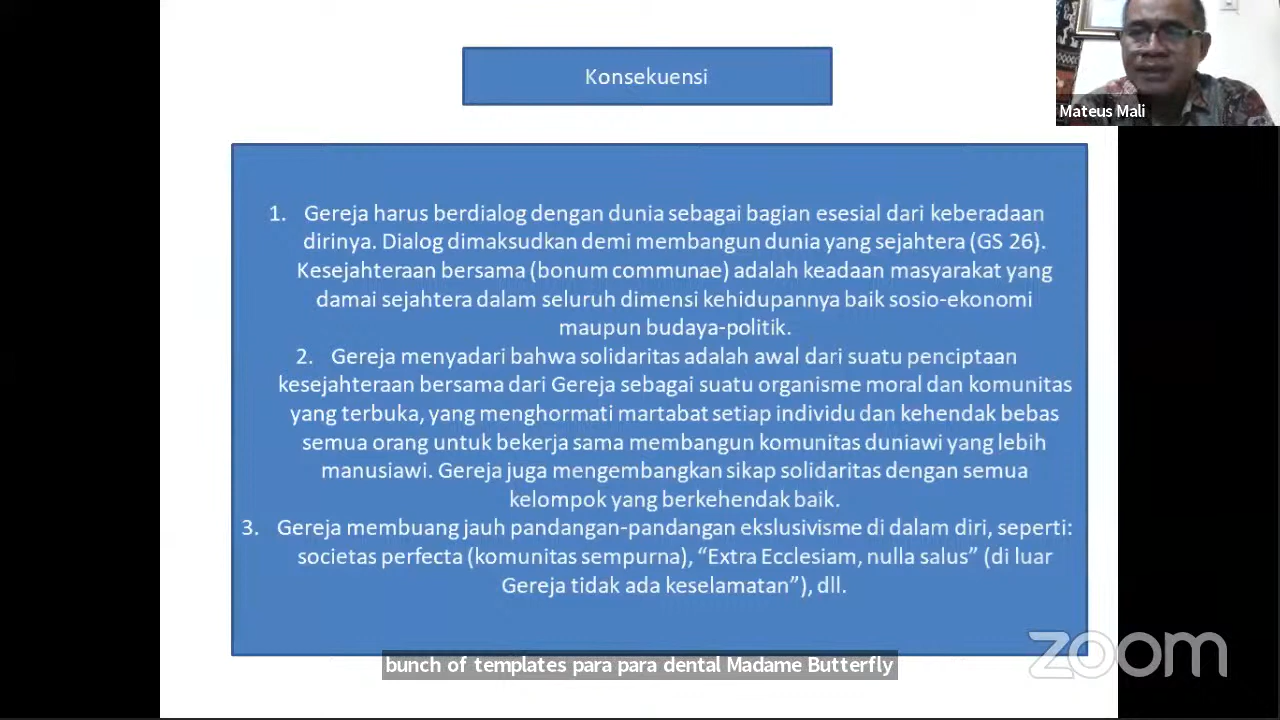 Konsekuensi
Mateus Mali
1. Gereja harus berdialog dengan dunia sebagai bagian esesial dari keberadaan
dirinya. Dialog dimaksudkan demi membangun dunia yang sejahtera (GS 26).
Kesejahteraan bersama (bonum communae) adalah keadaan masyarakat yang
damai sejahtera dalam seluruh dimensi kehidupannya baik sosio-ekonomi
maupun budaya-politik.
2. Gereja menyadari bahwa solidaritas adalah awal dari suatu penciptaan
kesejahteraan bersama dari Gereja sebagai suatu organisme moral dan komunitas
yang terbuka, yang menghormati martabat setiap individu dan kehendak bebas
semua orang untuk bekerja sama membangun komunitas duniawi yang lebih
manusiawi. Gereja juga mengembangkan sikap solidaritas dengan semua
kelompok yang berkehendak baik.
3. Gereja membuang jauh pandangan-pandangan ekslusivisme di dalam diri, seperti:
societas perfecta (komunitas sempurna), “Extra Ecclesiam, nulla salus” (di luar
Gereja tidak ada keselamatan”), dll.
bunch of templates para para dental Madame Butterfly
zoom